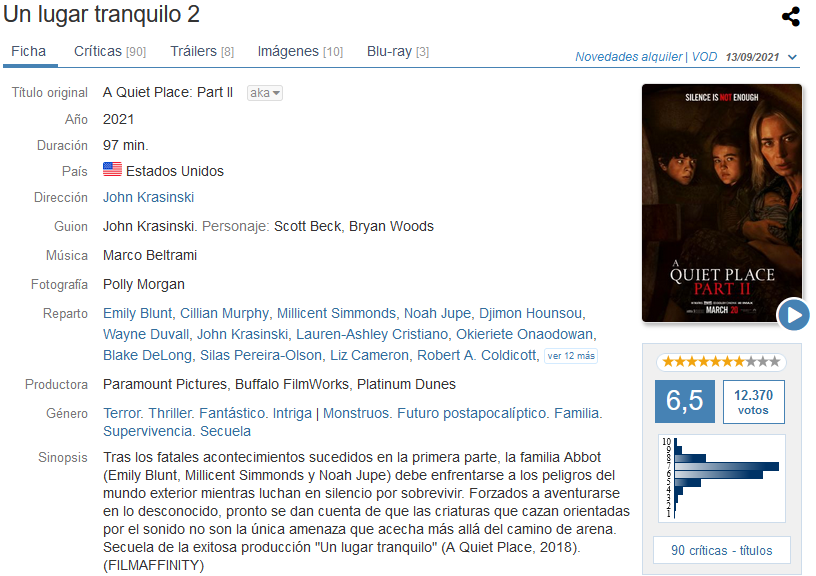 Un lugar tranquilo 2
Ficha Críticas [90] Tráilers [8] Imágenes [10] Blu-ray [3]
Novedades alquiler | VOD 13/09/2021
Título original A Quiet Place: Part II aka
Año 2021
Duración 97 min.
País Estados Unidos
Dirección John Krasinski
Guion John Krasinski. Personaje: Scott Beck, Bryan Woods
Música Marco Beltrami
Fotografía Polly Morgan
Reparto Emily Blunt, Cillian Murphy, Millicent Simmonds, Noah Jupe, Djimon Hounsou,
Wayne Duvall, John Krasinski, Lauren-Ashley Cristiano, Okieriete Onaodowan,
Blake DeLong, Silas Pereira-Olson, Liz Cameron, Robert A. Coldicott, ver 12 más
Productora Paramount Pictures, Buffalo FilmWorks, Platinum Dunes
Género Terror. Thriller. Fantástico. Intriga | Monstruos. Futuro postapocalíptico. Familia.
Supervivencia. Secuela
Sinopsis Tras los fatales acontecimientos sucedidos en la primera parte, la familia Abbot
(Emily Blunt, Millicent Simmonds y Noah Jupe) debe enfrentarse a los peligros del
mundo exterior mientras luchan en silencio por sobrevivir. Forzados a aventurarse
en lo desconocido, pronto se dan cuenta de que las criaturas que cazan orientadas
por el sonido no son la única amenaza que acecha más allá del camino de arena.
Secuela de la exitosa producción "Un lugar tranquilo" (A Quiet Place, 2018).
(FILMAFFINITY)
SILENCE IS NOT ENOUGH
A
QUIET PLACE
PART II
MARCH 20
6,5
12.370
votos
10
9
8
7
6
5
4
3
2
1
90 críticas - títulos